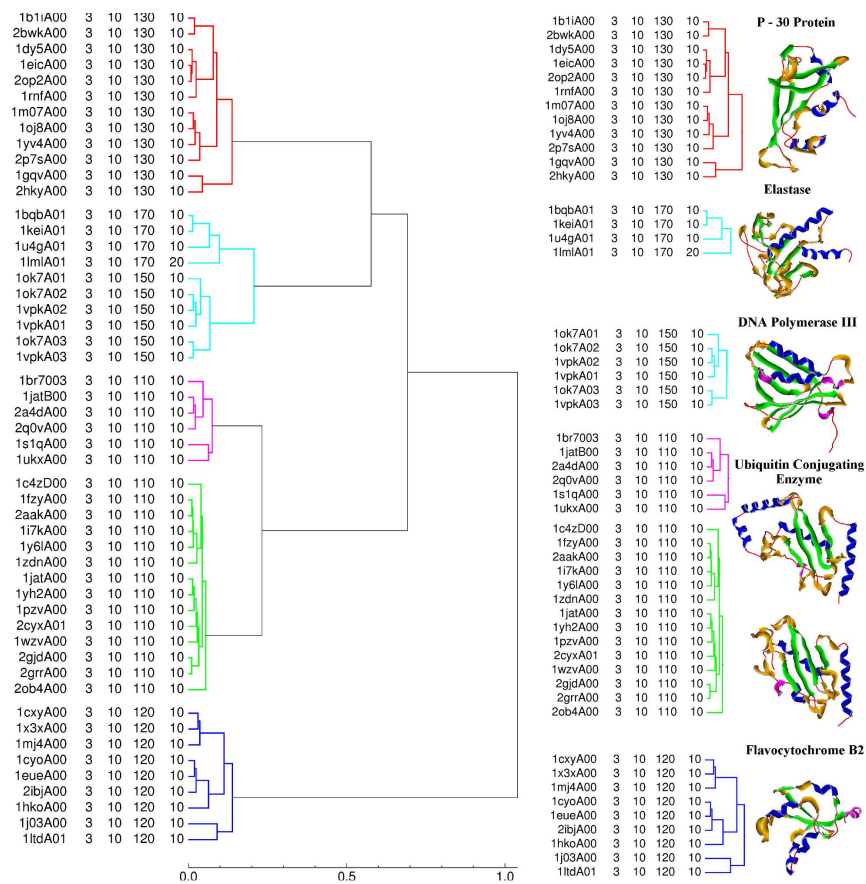 1b1iA00 3 10 130 10
2bwkA00 3 10 130 10
1dy5A00 3 10 130 10
1eicA00 3 10 130 10
2op2A00 3 10 130 10
1rnfA00 3 10 130 10
1m07A00 3 10 130 10
1oj8A00 3 10 130 10
1yv4A00 3 10 130 10
2p7sA00 3 10 130 10
1gqvA00 3 10 130 10
2hkyA00 3 10 130 10
1bqbA01 3 10 170 10
1keiA01 3 10 170 10
1u4gA01 3 10 170 10
1lmlA01 3 10 170 20
1ok7A01 3 10 150 10
1ok7A02 3 10 150 10
1vpkA02 3 10 150 10
1vpkA01 3 10 150 10
1ok7A03 3 10 150 10
1vpkA03 3 10 150 10
1br7003 3 10 110 10
1jatB00 3 10 110 10
2a4dA00 3 10 110 10
2q0vA00 3 10 110 10
1s1qA00 3 10 110 10
1ukxA00 3 10 110 10
1c4zD00 3 10 110 10
1fzyA00 3 10 110 10
2aakA00 3 10 110 10
1i7kA00 3 10 110 10
1y6lA00 3 10 110 10
1zdnA00 3 10 110 10
1jatA00 3 10 110 10
1yh2A00 3 10 110 10
1pzvA00 3 10 110 10
2cyxA01 3 10 110 10
1wzvA00 3 10 110 10
2gjdA00 3 10 110 10
2grrA00 3 10 110 10
2ob4A00 3 10 110 10
1cxyA00 3 10 120 10
1x3xA00 3 10 120 10
1mj4A00 3 10 120 10
1cyoA00 3 10 120 10
1eueA00 3 10 120 10
2ibjA00 3 10 120 10
1hkoA00 3 10 120 10
1j03A00 3 10 120 10
1ltdA01 3 10 120 10
0.0 0.5 1.0
P - 30 Protein
1b1iA00 3 10 130 10
2bwkA00 3 10 130 10
1dy5A00 3 10 130 10
1eicA00 3 10 130 10
2op2A00 3 10 130 10
1rnfA00 3 10 130 10
1m07A00 3 10 130 10
1oj8A00 3 10 130 10
1yv4A00 3 10 130 10
2p7sA00 3 10 130 10
1gqvA00 3 10 130 10
2hkyA00 3 10 130 10
Elastase
1bqbA01 3 10 170 10
1keiA01 3 10 170 10
1u4gA01 3 10 170 10
1lmlA01 3 10 170 20
DNA Polymerase III
1ok7A01 3 10 150 10
1ok7A02 3 10 150 10
1vpkA02 3 10 150 10
1vpkA01 3 10 150 10
1ok7A03 3 10 150 10
1vpkA03 3 10 150 10
Ubiquitin Conjugating
Enzyme
1br7003 3 10 110 10
1jatB00 3 10 110 10
2a4dA00 3 10 110 10
2q0vA00 3 10 110 10
1s1qA00 3 10 110 10
1ukxA00 3 10 110 10
1c4zD00 3 10 110 10
1fzyA00 3 10 110 10
2aakA00 3 10 110 10
1i7kA00 3 10 110 10
1y6lA00 3 10 110 10
1zdnA00 3 10 110 10
1jatA00 3 10 110 10
1yh2A00 3 10 110 10
1pzvA00 3 10 110 10
2cyxA01 3 10 110 10
1wzvA00 3 10 110 10
2gjdA00 3 10 110 10
2grrA00 3 10 110 10
2ob4A00 3 10 110 10
Flavocytochrome B2
1cxyA00 3 10 120 10
1x3xA00 3 10 120 10
1mj4A00 3 10 120 10
1cyoA00 3 10 120 10
1eueA00 3 10 120 10
2ibjA00 3 10 120 10
1hkoA00 3 10 120 10
1j03A00 3 10 120 10
1ltdA01 3 10 120 10